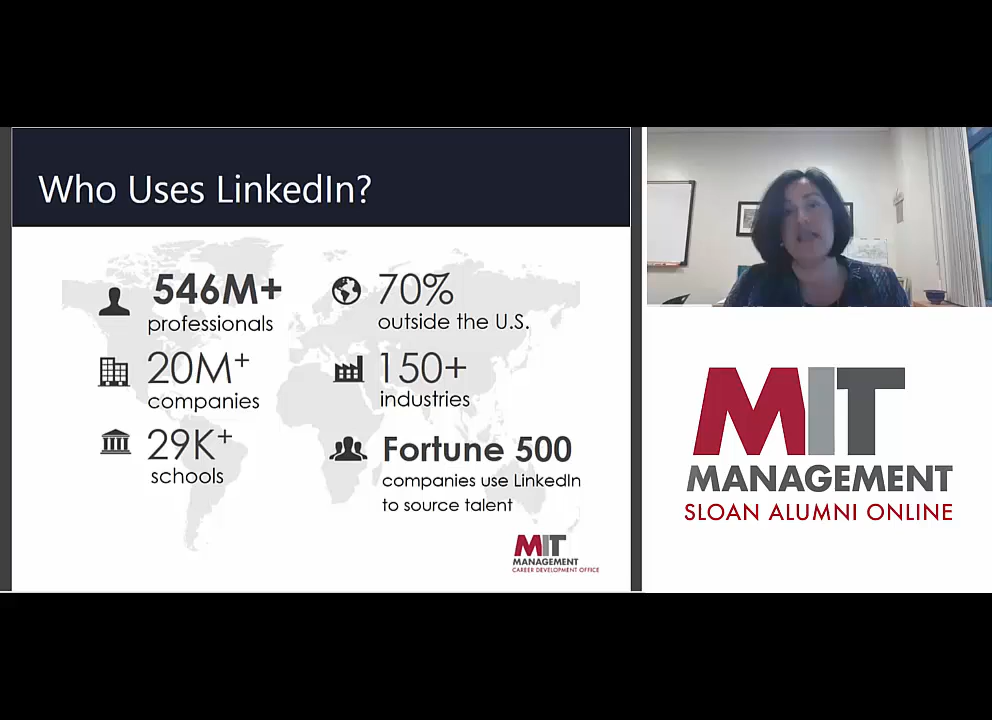 Who Uses LinkedIn?
546M+
professionals
70%
outside the U.S.
20M+
companies
150+
industries
29K+
schools
Fortune 500
companies use LinkedIn
to source talent
MIT
MANAGEMENT
CAREER DEVELOPMENT OFFICE
MIT
MANAGEMENT
SLOAN ALUMNI ONLINE